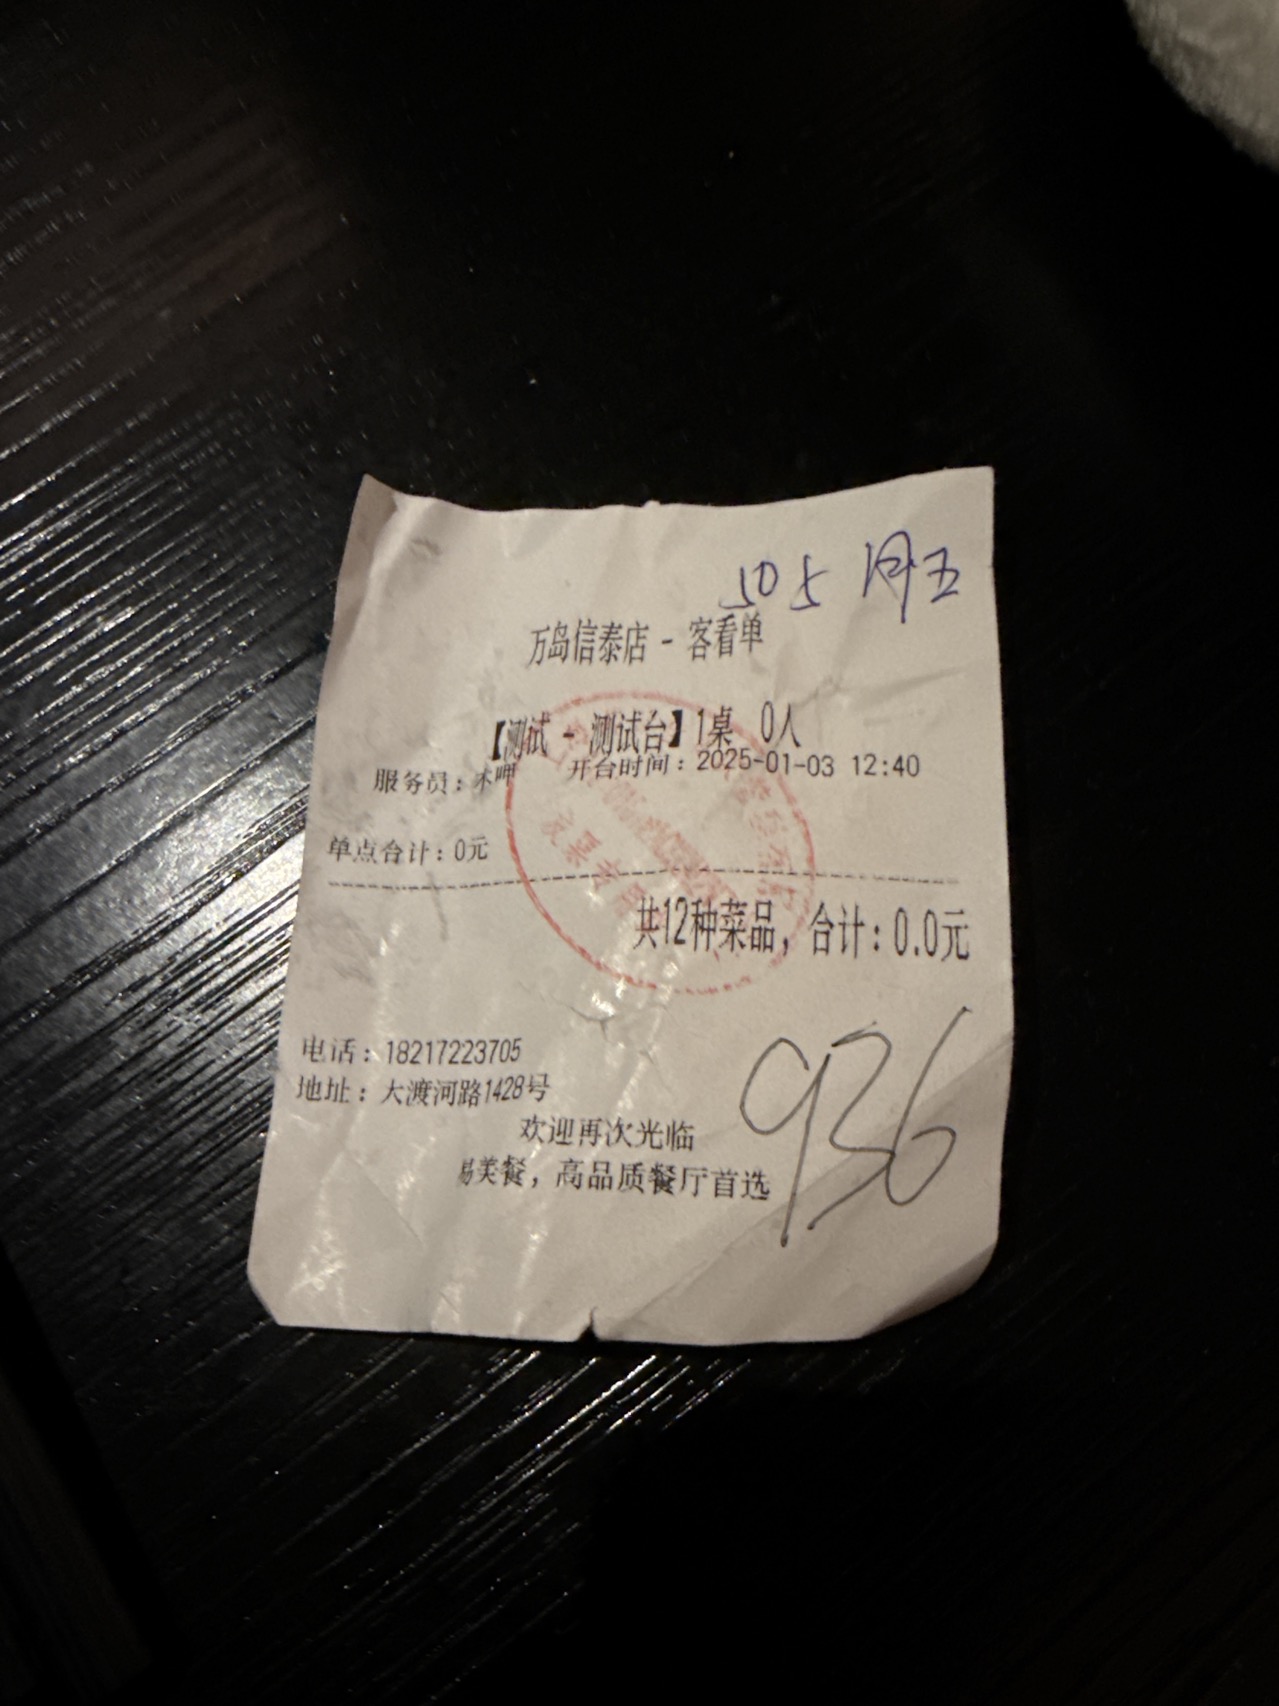 505 周五
万岛信泰店 - 客看单
【测试 - 测试台】1桌 0人
服务员: 开台时间:2025-01-03 12:40
单点合计:0元
共12种菜品,合计:0.0元
电话:18217223705
地址:大渡河路1428号
欢迎再次光临
易美餐,高品质餐厅首选
936